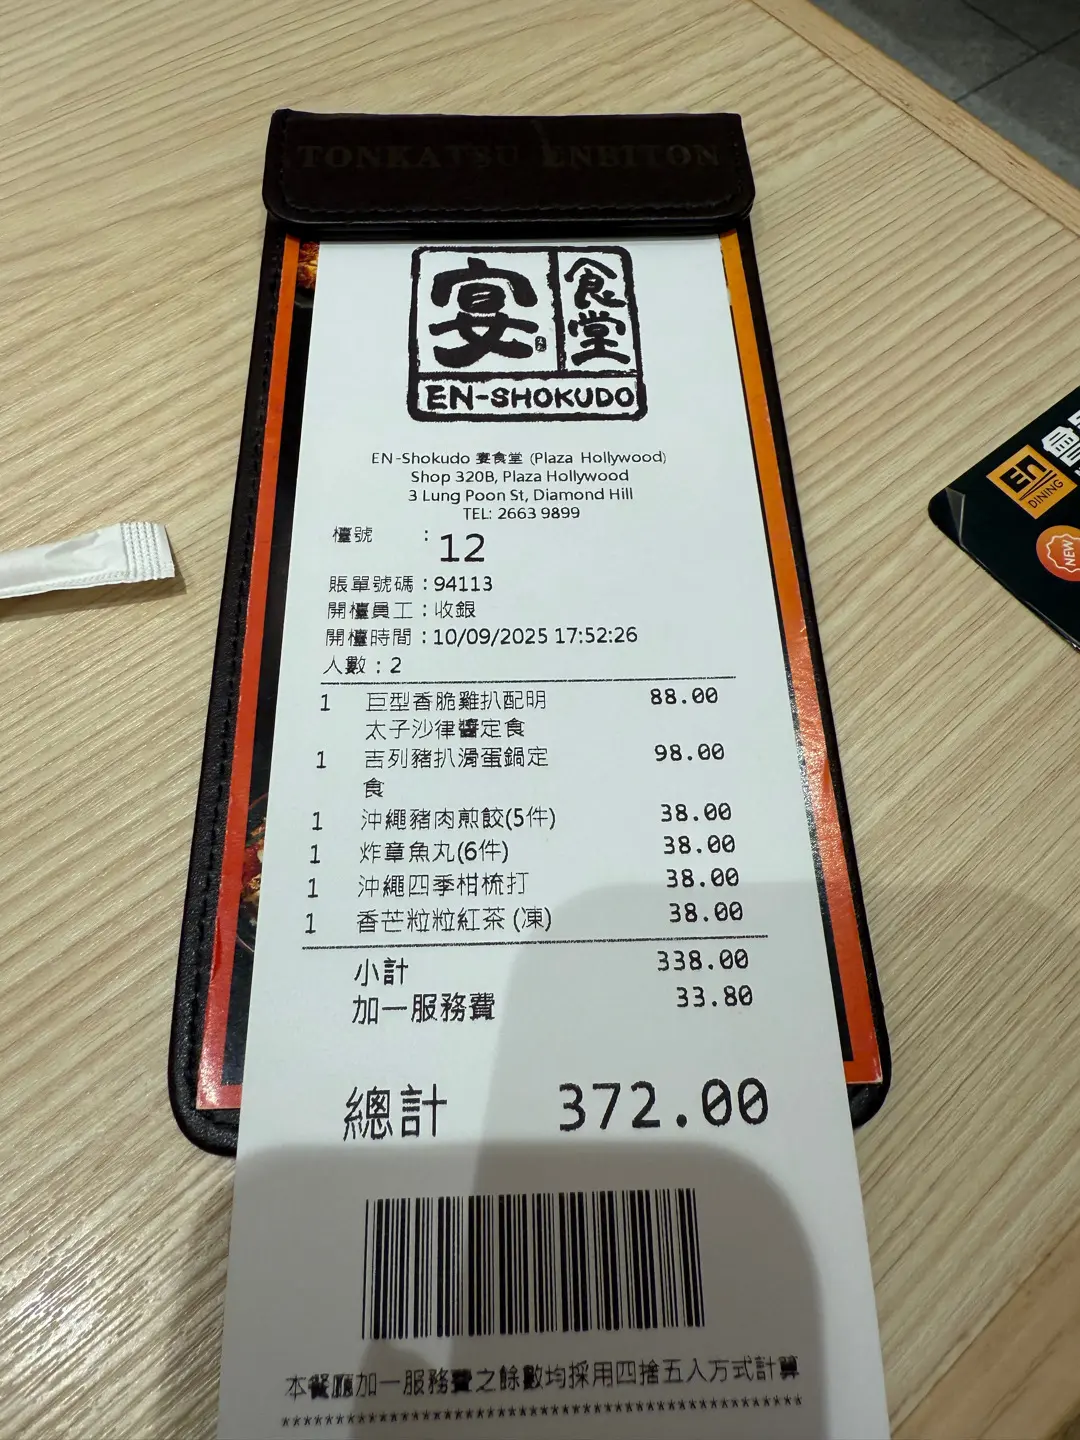 TONKATSU ENBITON
宴 食堂
EN-SHOKUDO
EN-Shokudo 宴食堂 (Plaza Hollywood)
Shop 320B, Plaza Hollywood
3 Lung Poon St, Diamond Hill
TEL: 2663 9899
檯號 : 12
賬單號碼 : 94113
開檯員工 : 收銀
開檯時間 : 10/09/2025 17:52:26
人數 : 2
1 巨型香脆雞扒配明 88.00
太子沙律醬定食
1 吉列豬扒滑蛋鍋定 98.00
食
1 沖繩豬肉煎餃(5件) 38.00
1 炸章魚丸(6件) 38.00
1 沖繩四季柑梳打 38.00
1 香芒粒粒紅茶 (凍) 38.00
小計 338.00
加一服務費 33.80
總計 372.00
本餐廳加一服務費之餘數均採用四捨五入方式計算
En
DINING
NEW